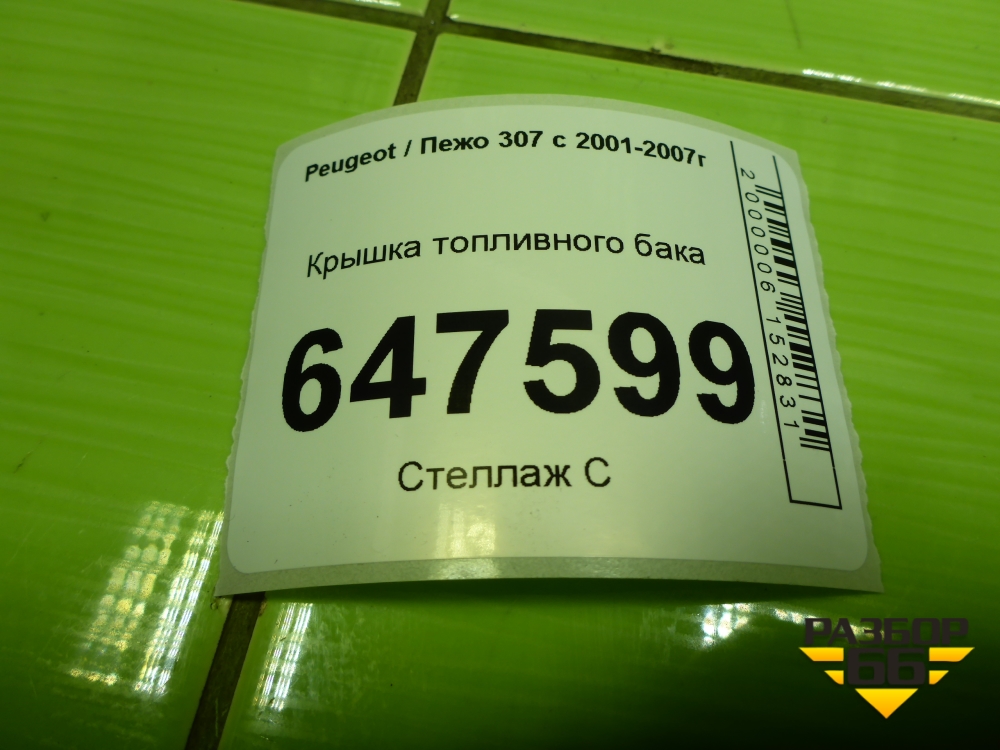 Peugeot / Пежо 307 с 2001-2007г
Крышка топливного бака
647599
Стеллаж С
2000006152831
РАЗБОР
66